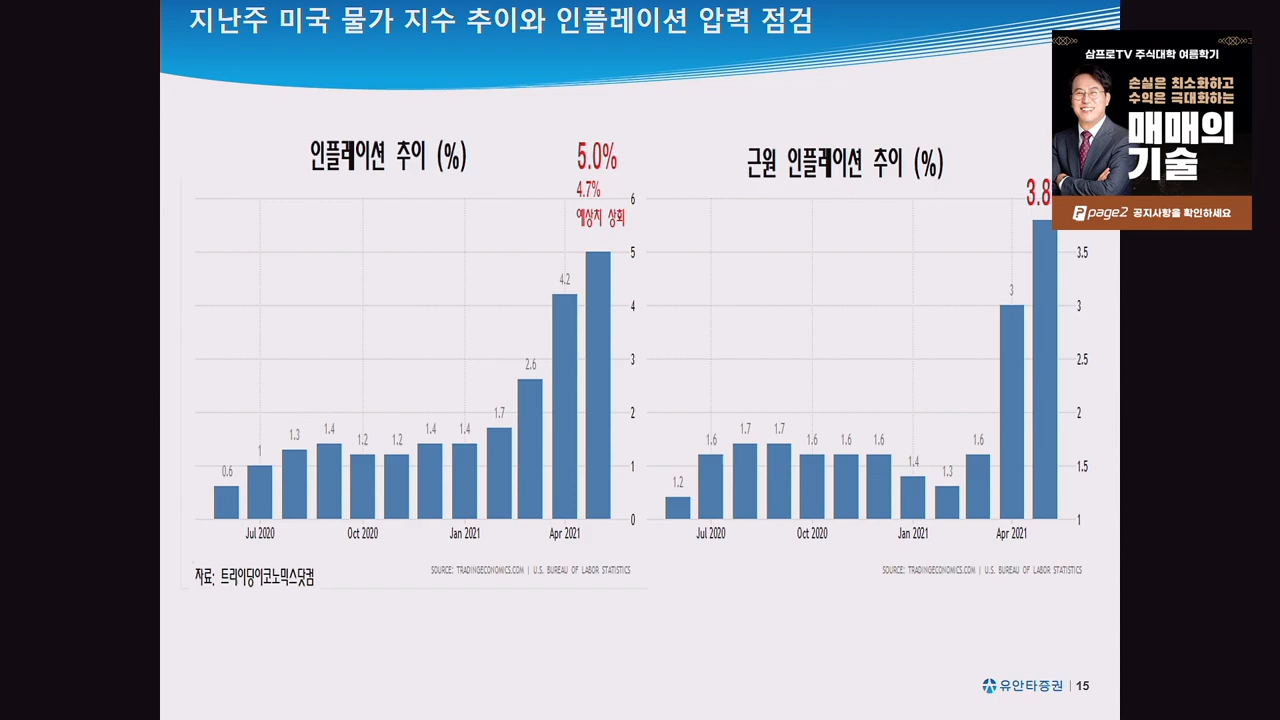 지난주 미국 물가 지수 추이와 인플레이션 압력 점검
삼프로TV 주식대학 여름학기
손실은 최소화하고
수익은 극대화하는
매매의
기술
page2 공지사항을 확인하세요
인플레이션 추이 (%)
5.0%
4.7%
예상치 상회
6
5
4
3
2
1
0
0.6
1
1.3
1.4
1.2
1.2
1.4
1.4
1.7
2.6
4.2
Jul 2020
Oct 2020
Jan 2021
Apr 2021
자료: 트리이딩이코노믹스닷컴
SOURCE: TRADINGECONOMICS.COM | U.S. BUREAU OF LABOR STATISTICS
근원 인플레이션 추이 (%)
3.8
3.5
3
2.5
2
1.5
1
1.2
1.6
1.7
1.7
1.6
1.6
1.6
1.4
1.3
1.6
3
Jul 2020
Oct 2020
Jan 2021
Apr 2021
SOURCE: TRADINGECONOMICS.COM | U.S. BUREAU OF LABOR STATISTICS
유안타증권 | 15